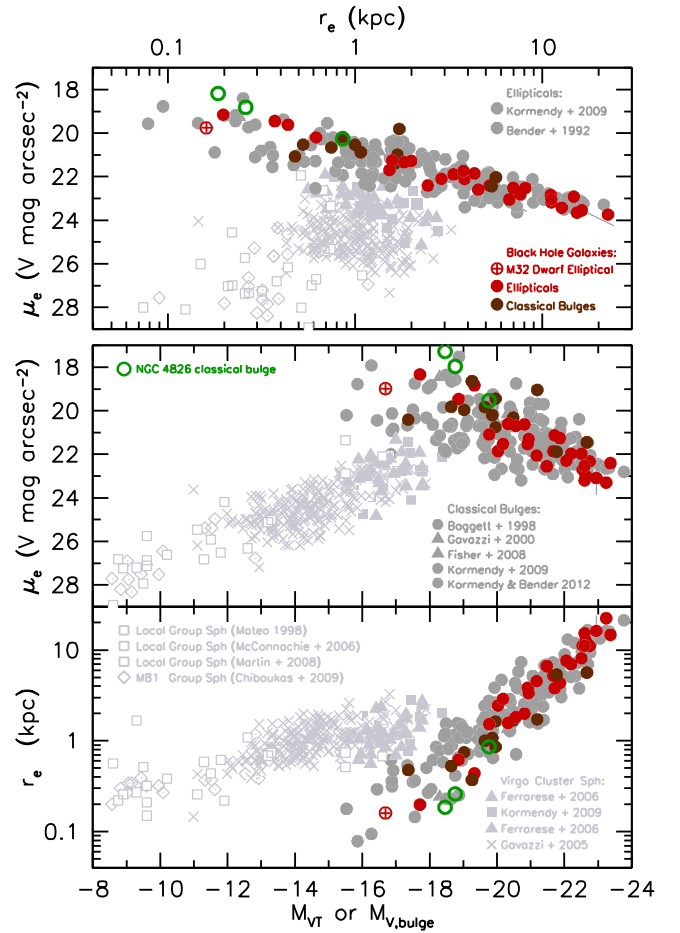 r_e (kpc)
0.1 1 10
18
20
22
24
26
28
μ_e (V mag arcsec⁻²)
Ellipticals:
Kormendy + 2009
Bender + 1992
Black Hole Galaxies:
M32 Dwarf Elliptical
Ellipticals
Classical Bulges
18
20
22
24
26
28
μ_e (V mag arcsec⁻²)
NGC 4826 classical bulge
Classical Bulges:
Baggett + 1998
Gavazzi + 2000
Fisher + 2008
Kormendy + 2009
Kormendy & Bender 2012
10
1
0.1
r_e (kpc)
Local Group Sph (Mateo 1998)
Local Group Sph (McConnachie + 2006)
Local Group Sph (Martin + 2008)
M81 Group Sph (Chiboukas + 2009)
Virgo Cluster Sph:
Ferrarese + 2006
Kormendy + 2009
Ferrarese + 2006
Gavazzi + 2005
−8 −10 −12 −14 −16 −18 −20 −22 −24
M_VT or M_V,bulge